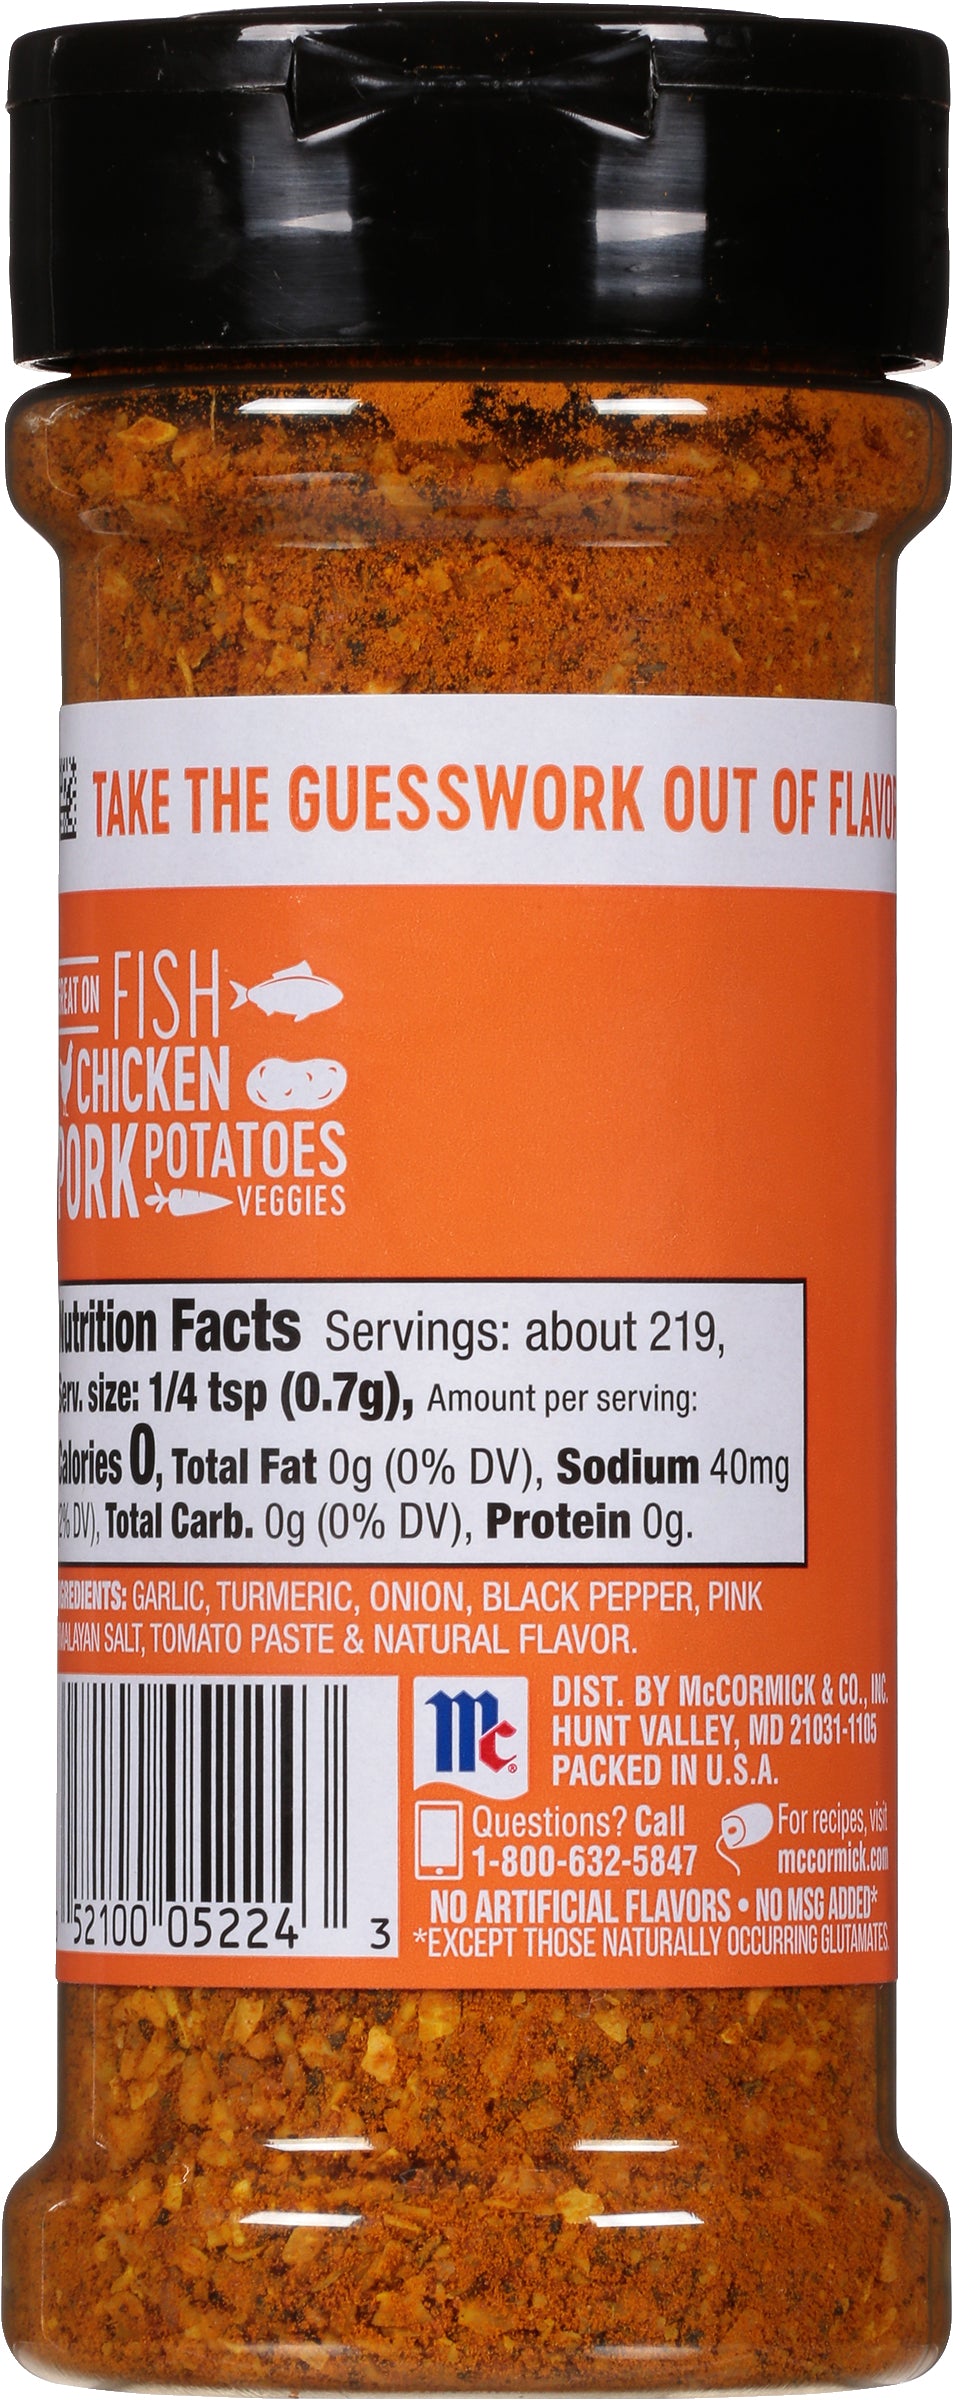 TAKE THE GUESSWORK OUT OF FLAVO
FISH
CHICKEN
PORK POTATOES
VEGGIES
Nutrition Facts Servings: about 219,
Serv. size: 1/4 tsp (0.7g), Amount per serving:
Calories 0, Total Fat 0g (0% DV), Sodium 40mg
2% DV), Total Carb. 0g (0% DV), Protein 0g.
GREDIENTS: GARLIC, TURMERIC, ONION, BLACK PEPPER, PINK
MALAYAN SALT, TOMATO PASTE & NATURAL FLAVOR.
Mc®
DIST. BY McCORMICK & CO., INC.
HUNT VALLEY, MD 21031-1105
PACKED IN U.S.A.
Questions? Call
1-800-632-5847
For recipes, visit
mccormick.com
NO ARTIFICIAL FLAVORS • NO MSG ADDED*
*EXCEPT THOSE NATURALLY OCCURRING GLUTAMATES.
52100 05224 3